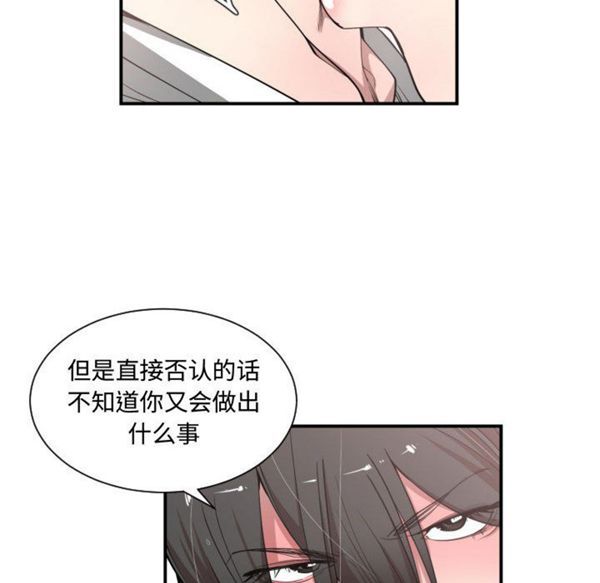 但是直接否认的话
不知道你又会做出
什么事